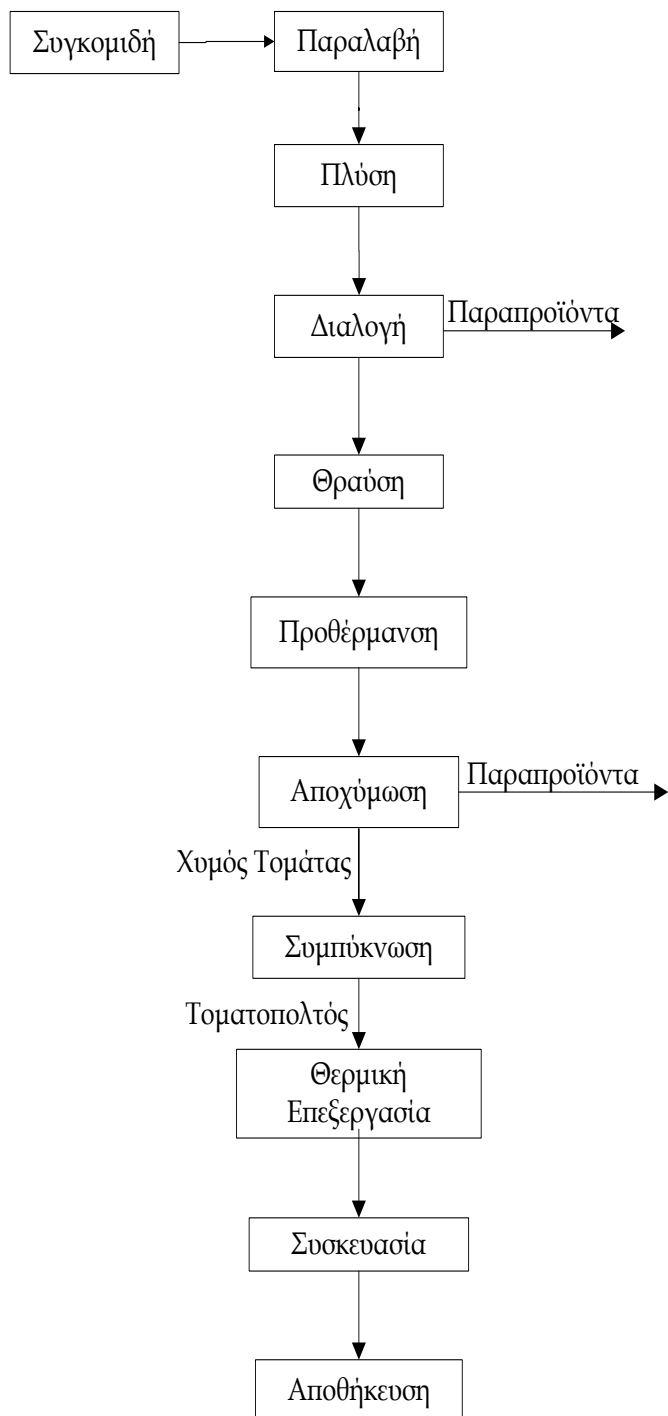 Συγκομιδή
Παραλαβή
Πλύση
Διαλογή
Παραπροϊόντα
Θραύση
Προθέρμανση
Αποχύμωση
Παραπροϊόντα
Χυμός Τομάτας
Συμπύκνωση
Τοματοπολτός
Θερμική
Επεξεργασία
Συσκευασία
Αποθήκευση